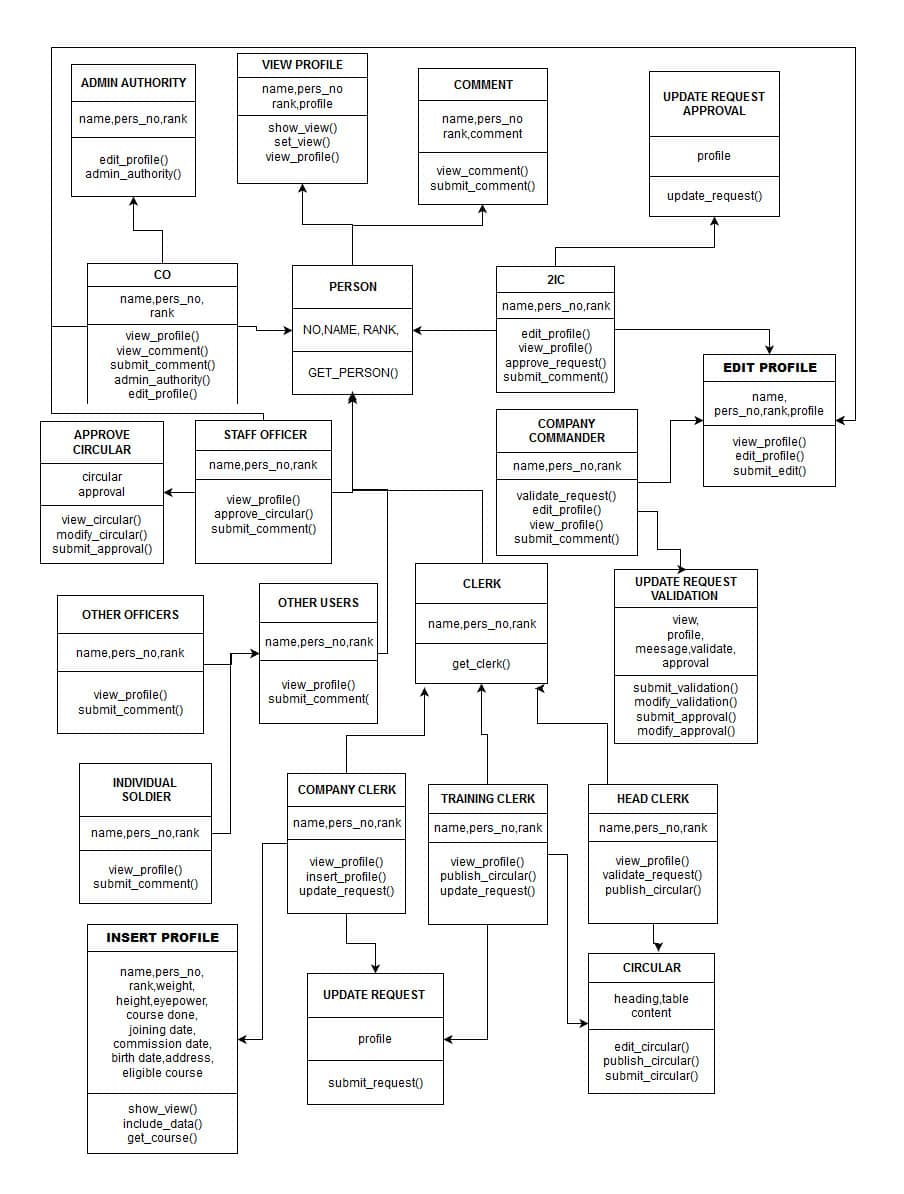 ADMIN AUTHORITY
name,pers_no,rank
edit_profile()
admin_authority()
VIEW PROFILE
name,pers_no
rank,profile
show_view()
set_view()
view_profile()
COMMENT
name,pers_no
rank,comment
view_comment()
submit_comment()
UPDATE REQUEST
APPROVAL
profile
update_request()
CO
name,pers_no,
rank
view_profile()
view_comment()
submit_comment()
admin_authority()
edit_profile()
PERSON
NO,NAME, RANK,
GET_PERSON()
2IC
name,pers_no,rank
edit_profile()
view_profile()
approve_request()
submit_comment()
EDIT PROFILE
name,
pers_no,rank,profile
view_profile()
edit_profile()
submit_edit()
APPROVE
CIRCULAR
circular
approval
view_circular()
modify_circular()
submit_approval()
STAFF OFFICER
name,pers_no,rank
view_profile()
approve_circular()
submit_comment()
COMPANY
COMMANDER
name,pers_no,rank
validate_request()
edit_profile()
view_profile()
submit_comment()
OTHER OFFICERS
name,pers_no,rank
view_profile()
submit_comment()
OTHER USERS
name,pers_no,rank
view_profile()
submit_comment(
CLERK
name,pers_no,rank
get_clerk()
UPDATE REQUEST
VALIDATION
view,
profile,
meesage,validate,
approval
submit_validation()
modify_validation()
submit_approval()
modify_approval()
INDIVIDUAL
SOLDIER
name,pers_no,rank
view_profile()
submit_comment()
COMPANY CLERK
name,pers_no,rank
view_profile()
insert_profile()
update_request()
TRAINING CLERK
name,pers_no,rank
view_profile()
publish_circular()
update_request()
HEAD CLERK
name,pers_no,rank
view_profile()
validate_request()
publish_circular()
INSERT PROFILE
name,pers_no,
rank,weight,
height,eyepower,
course done,
joining date,
commission date,
birth date,address,
eligible course
show_view()
include_data()
get_course()
UPDATE REQUEST
profile
submit_request()
CIRCULAR
heading,table
content
edit_circular()
publish_circular()
submit_circular()